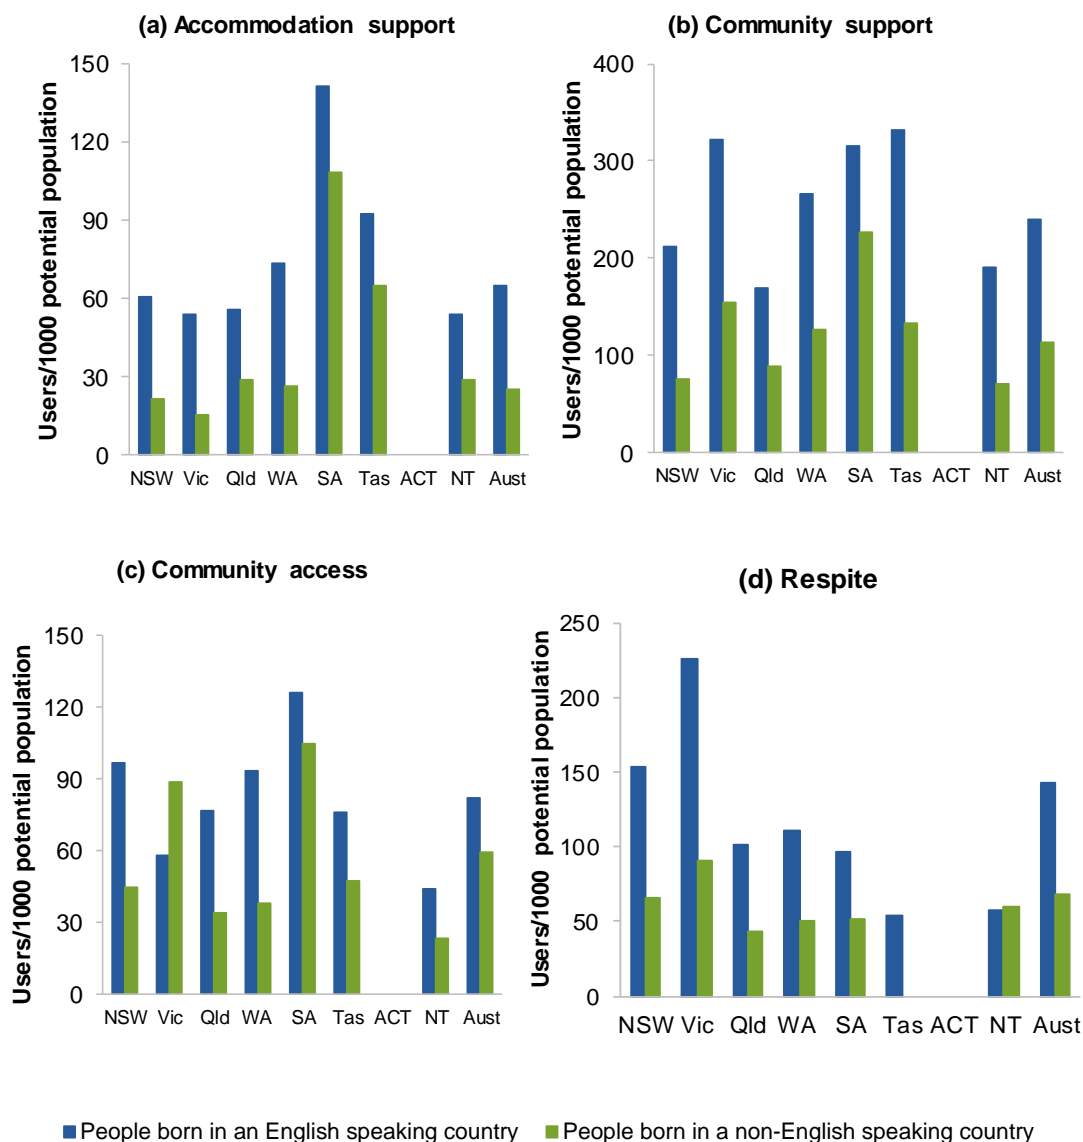 (a) Accommodation support
Users/1000 potential population
150
120
90
60
30
0
NSW Vic Qld WA SA Tas ACT NT Aust
(b) Community support
Users/1000 potential population
400
300
200
100
0
NSW Vic Qld WA SA Tas ACT NT Aust
(c) Community access
Users/1000 potential population
150
120
90
60
30
0
NSW Vic Qld WA SA Tas ACT NT Aust
(d) Respite
Users/1000 potential population
250
200
150
100
50
0
NSW Vic Qld WA SA Tas ACT NT Aust
People born in an English speaking country People born in a non-English speaking country